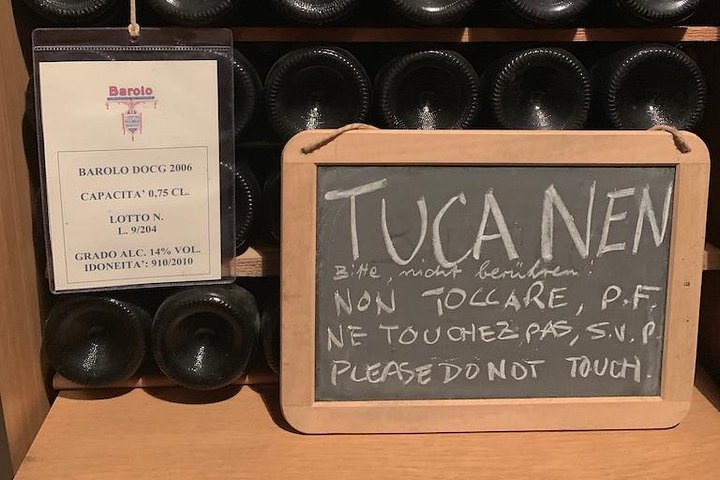 Barolo
BAROLO DOCG 2006
CAPACITA' 0,75 CL.
LOTTO N.
L. 9/204
GRADO ALC. 14% VOL.
IDONEITA': 910/2010
TUCA NEN
Bitte, nicht berühren!
NON TOCCARE, P.F.
NE TOUCHEZ PAS, S.V.P.
PLEASE DO NOT TOUCH.